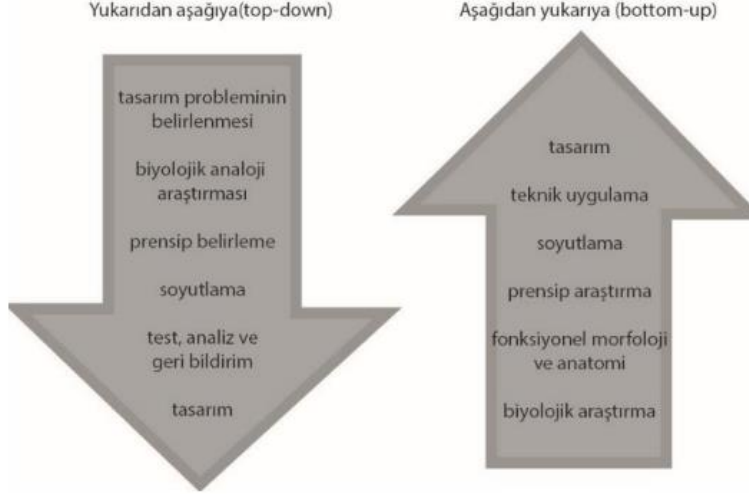 Yukarıdan aşağıya(top-down)
tasarım probleminin
belirlenmesi
biyolojik analoji
araştırması
prensip belirleme
soyutlama
test, analiz ve
geri bildirim
tasarım
Aşağıdan yukarıya (bottom-up)
tasarım
teknik uygulama
soyutlama
prensip araştırma
fonksiyonel morfoloji
ve anatomi
biyolojik araştırma